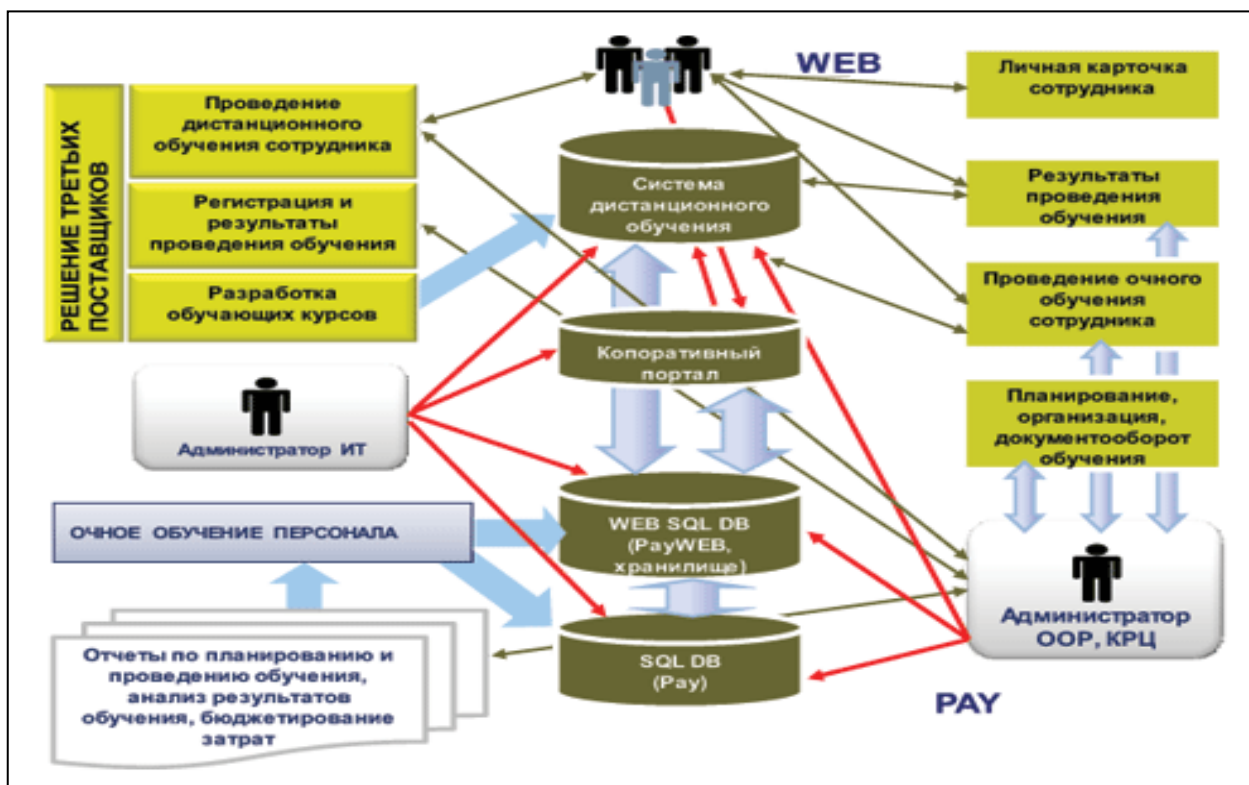 WEB
РЕШЕНИЕ ТРЕТЬИХ
ПОСТАВЩИКОВ
Проведение
дистанционного
обучения сотрудника
Регистрация и
результаты
проведения обучения
Разработка
обучающих курсов
Система
дистанционного
обучения
Личная карточка
сотрудника
Результаты
проведения
обучения
Проведение очного
обучения
сотрудника
Планирование,
организация,
документооборот
обучения
Копоративный
портал
Администратор ИТ
ОЧНОЕ ОБУЧЕНИЕ ПЕРСОНАЛА
WEB SQL DB
(PayWEB,
хранилище)
SQL DB
(Pay)
Администратор
ООР, КРЦ
PAY
Отчеты по планированию и
проведению обучения,
анализ результатов
обучения, бюджетирование
затрат